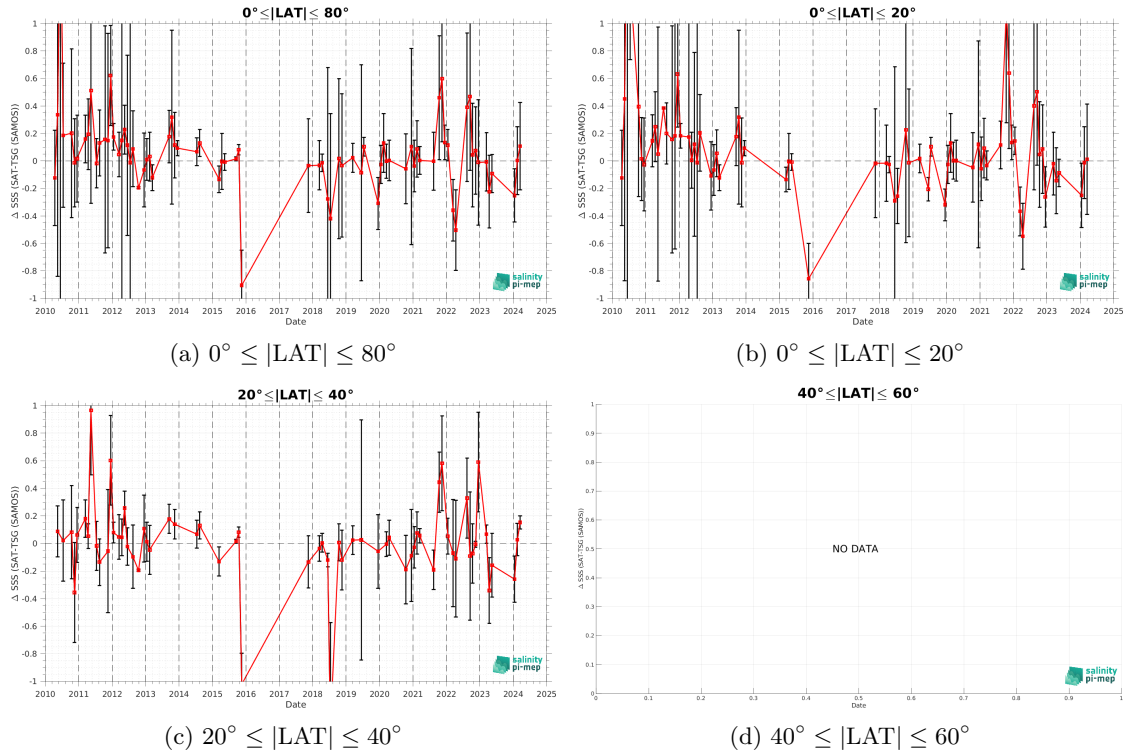 0°≤|LAT|≤ 80°
1
0.8
0.6
0.4
0.2
0
-0.2
-0.4
-0.6
-0.8
-1
Δ SSS (SAT-TSG (SAMOS))
2010 2011 2012 2013 2014 2015 2016 2017 2018 2019 2020 2021 2022 2023 2024 2025
Date
salinity
pi-mep
(a) 0° ≤ |LAT| ≤ 80°
0°≤|LAT|≤ 20°
1
0.8
0.6
0.4
0.2
0
-0.2
-0.4
-0.6
-0.8
-1
Δ SSS (SAT-TSG (SAMOS))
2010 2011 2012 2013 2014 2015 2016 2017 2018 2019 2020 2021 2022 2023 2024 2025
Date
salinity
pi-mep
(b) 0° ≤ |LAT| ≤ 20°
20°≤|LAT|≤ 40°
1
0.8
0.6
0.4
0.2
0
-0.2
-0.4
-0.6
-0.8
-1
Δ SSS (SAT-TSG (SAMOS))
2010 2011 2012 2013 2014 2015 2016 2017 2018 2019 2020 2021 2022 2023 2024 2025
Date
salinity
pi-mep
(c) 20° ≤ |LAT| ≤ 40°
40°≤|LAT|≤ 60°
1
0.9
0.8
0.7
0.6
0.5
0.4
0.3
0.2
0.1
0
Δ SSS (SAT-TSG (SAMOS))
NO DATA
0 0.1 0.2 0.3 0.4 0.5 0.6 0.7 0.8 0.9 1
Date
salinity
pi-mep
(d) 40° ≤ |LAT| ≤ 60°